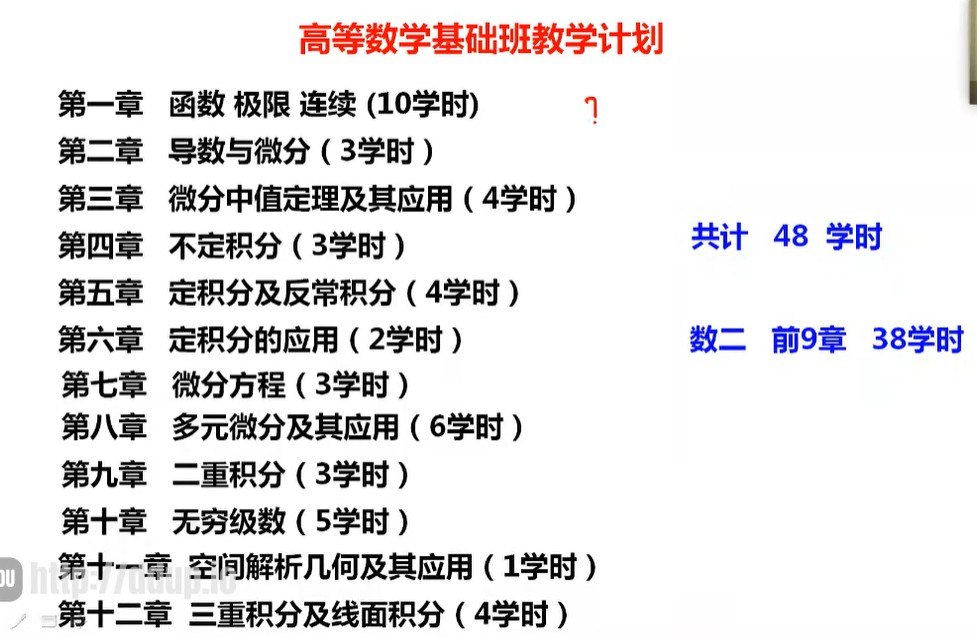 高等数学基础班教学计划
第一章 函数 极限 连续 (10学时)
第二章 导数与微分（3学时）
第三章 微分中值定理及其应用（4学时）
第四章 不定积分（3学时）
第五章 定积分及反常积分（4学时）
第六章 定积分的应用（2学时）
第七章 微分方程（3学时）
第八章 多元微分及其应用（6学时）
第九章 二重积分（3学时）
第十章 无穷级数（5学时）
第十一章 空间解析几何及其应用（1学时）
第十二章 三重积分及线面积分（4学时）
共计 48 学时
数二 前9章 38学时